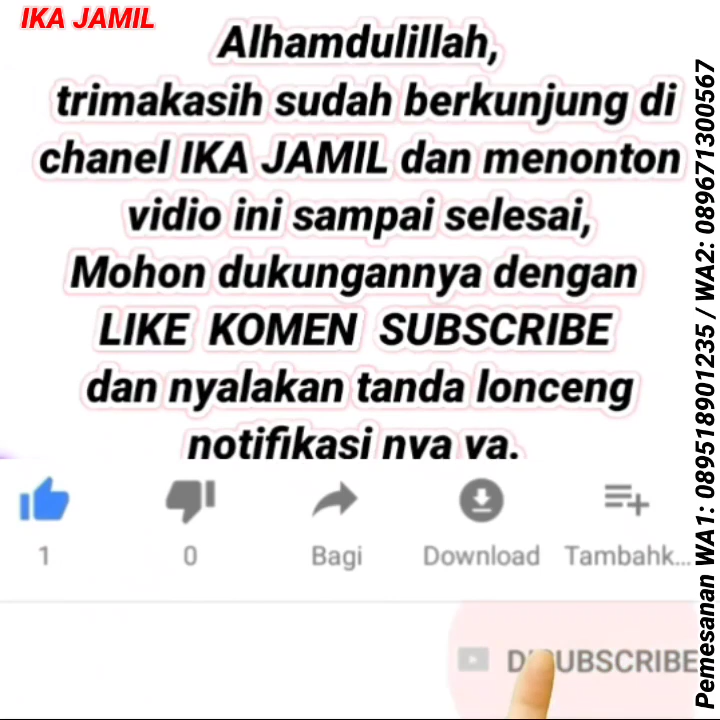 IKA JAMIL
Alhamdulillah,
trimakasih sudah berkunjung di
chanel IKA JAMIL dan menonton
vidio ini sampai selesai,
Mohon dukungannya dengan
LIKE KOMEN SUBSCRIBE
dan nyalakan tanda lonceng
notifikasi nya ya.
1
0
Bagi
Download
Tambahk...
Pemesanan WA1: 089518901235 / WA2: 089671300567